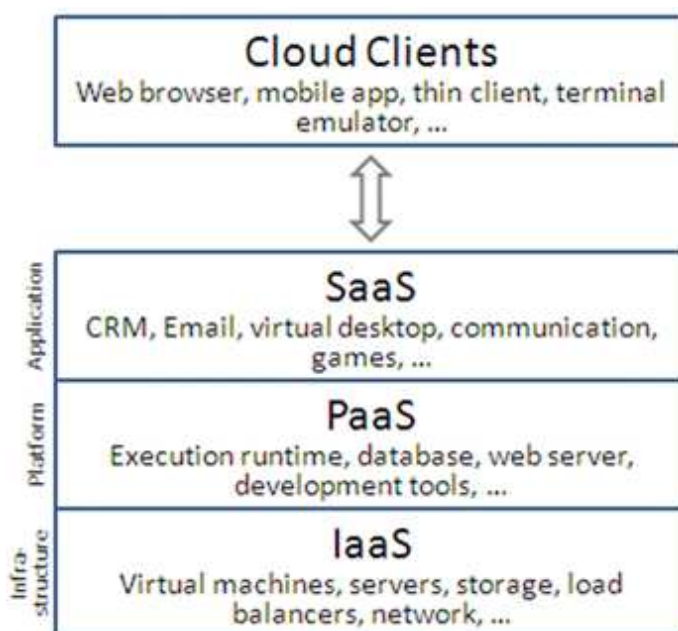 Cloud Clients
Web browser, mobile app, thin client, terminal
emulator, ...
Application
SaaS
CRM, Email, virtual desktop, communication,
games, ...
Platform
PaaS
Execution runtime, database, web server,
development tools, ...
Infra-
structure
IaaS
Virtual machines, servers, storage, load
balancers, network, ...